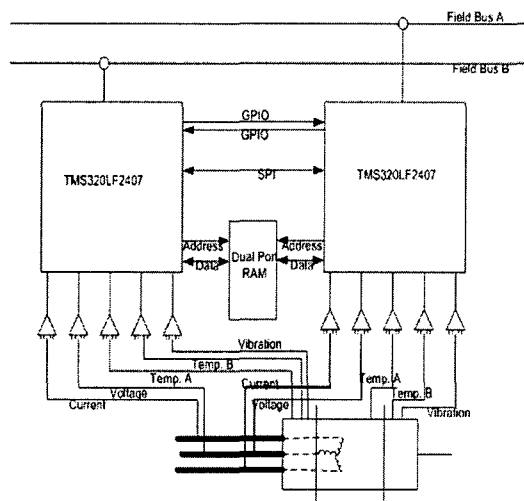 Field Bus A
Field Bus B
GPIO
GPIO
TMS320LF2407
SPI
TMS320LF2407
Address
Data
Dual Port
RAM
Address
Data
Vibration
Temp. B
Temp. A
Voltage
Current
Current
Voltage
Temp. A
Temp. B
Vibration